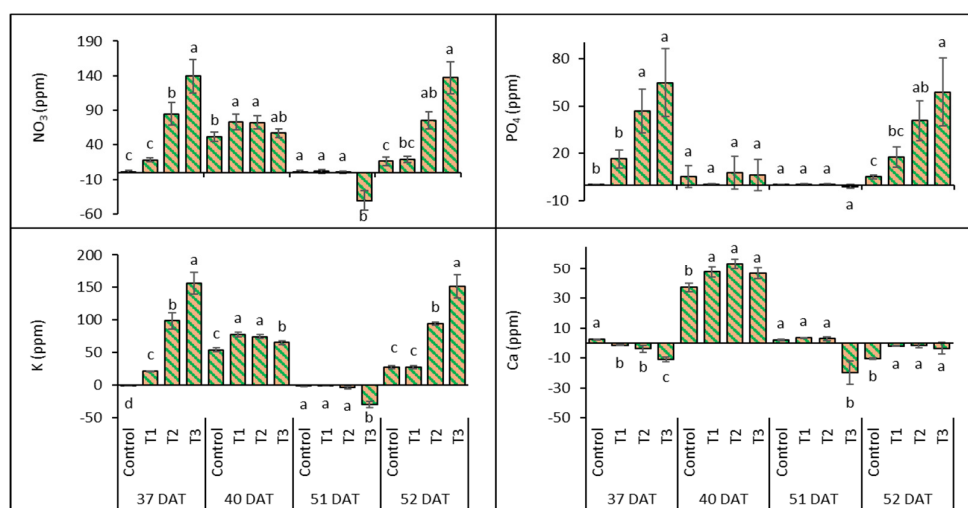 190
140
90
40
-10
-60
NO3 (ppm)
c c b a
b a a ab
a a a b
c bc ab a
80
50
20
-10
PO4 (ppm)
b b a a
a a a a
a a a a
c bc ab a
200
150
100
50
0
-50
K (ppm)
d c b a
c a a b
a a a b
c c b a
Control T1 T2 T3 Control T1 T2 T3 Control T1 T2 T3 Control T1 T2 T3
37 DAT 40 DAT 51 DAT 52 DAT
50
30
10
-10
-30
-50
Ca (ppm)
a b b c
b a a a
a a a b
b a a a
Control T1 T2 T3 Control T1 T2 T3 Control T1 T2 T3 Control T1 T2 T3
37 DAT 40 DAT 51 DAT 52 DAT